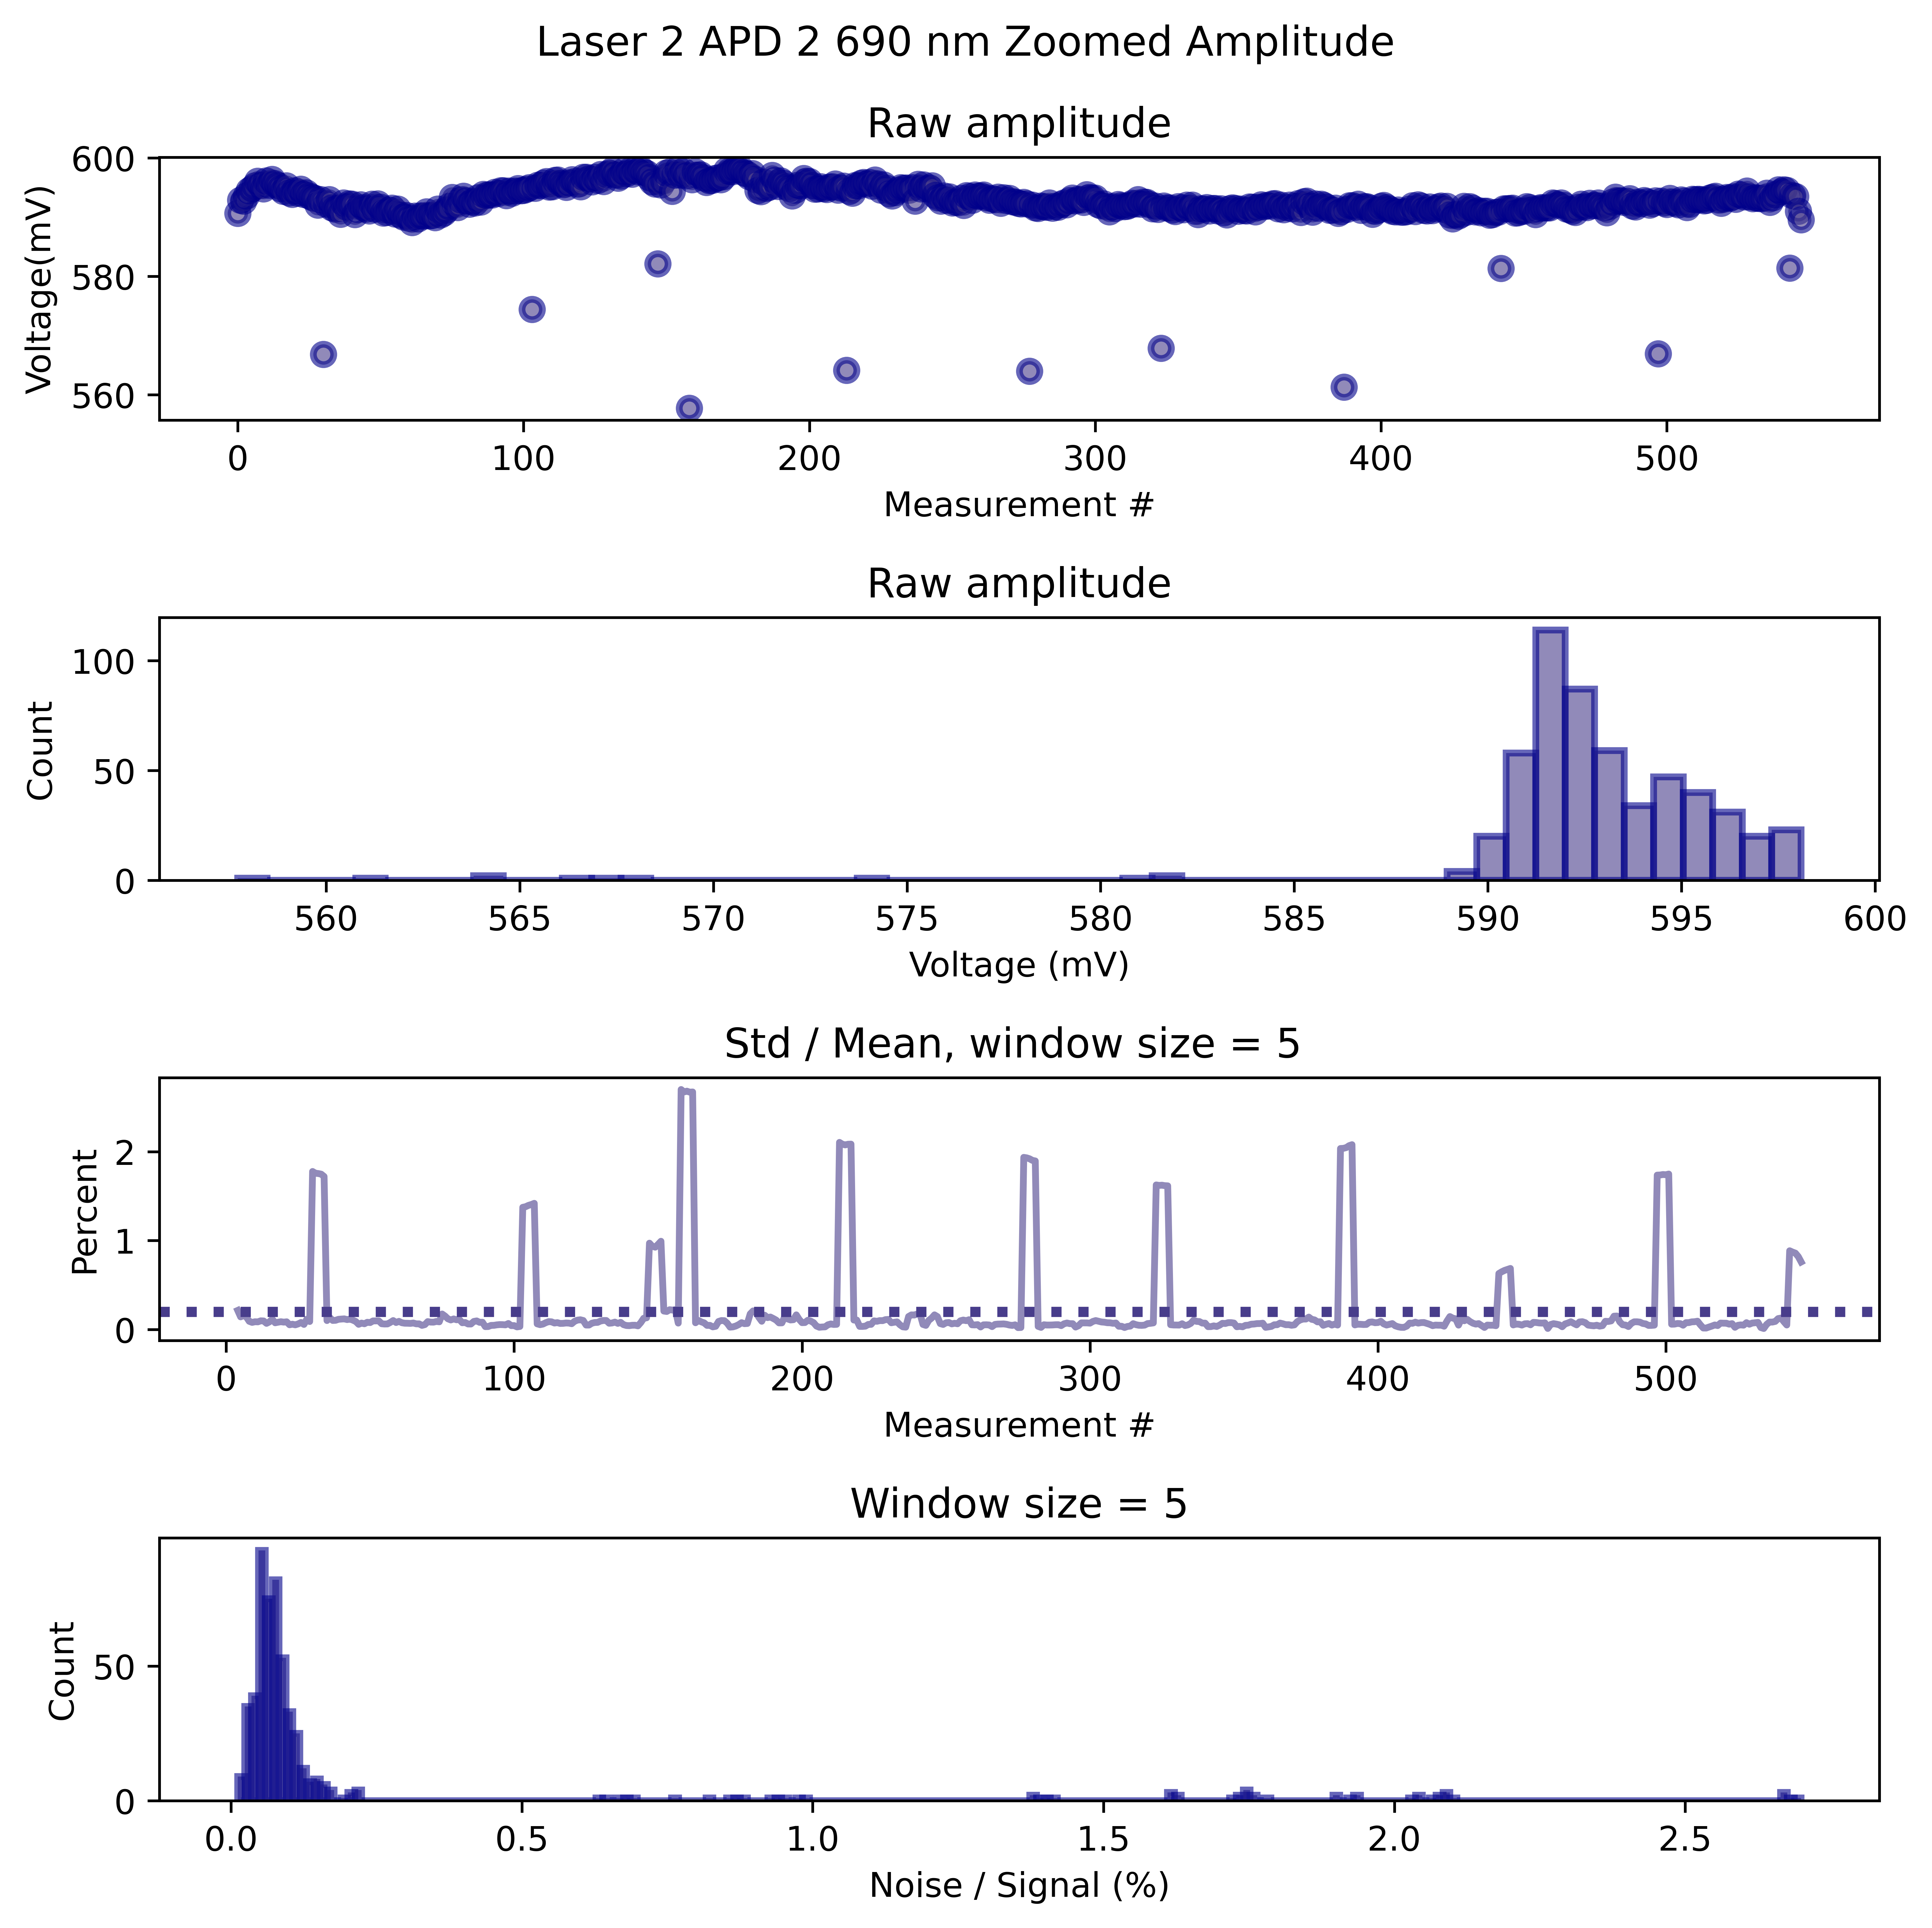 Laser 2 APD 2 690 nm Zoomed Amplitude
Raw amplitude
Voltage(mV)
600
580
560
0 100 200 300 400 500
Measurement #
Raw amplitude
Count
100
50
0
560 565 570 575 580 585 590 595 600
Voltage (mV)
Std / Mean, window size = 5
Percent
2
1
0
0 100 200 300 400 500
Measurement #
Window size = 5
Count
50
0
0.0 0.5 1.0 1.5 2.0 2.5
Noise / Signal (%)